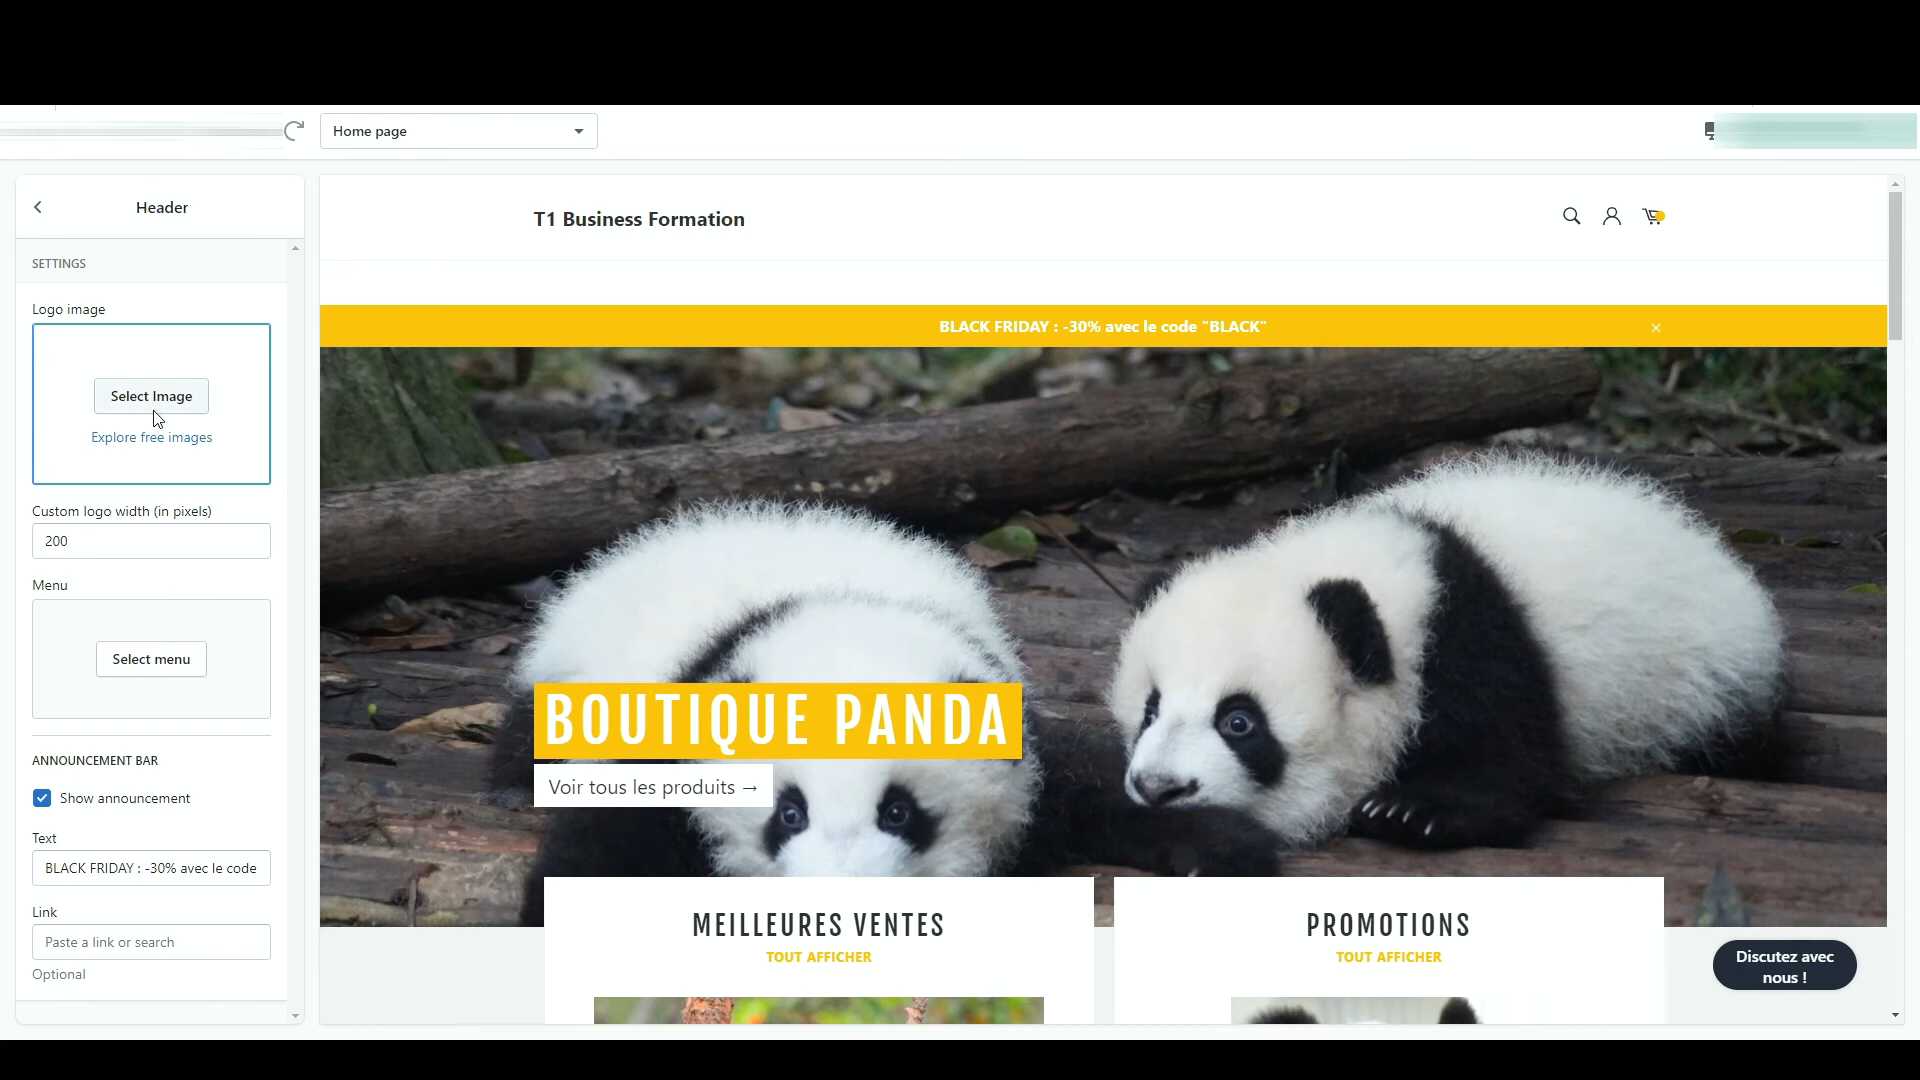 Home page
Header
SETTINGS
Logo image
Select Image
Explore free images
Custom logo width (in pixels)
200
Menu
Select menu
ANNOUNCEMENT BAR
Show announcement
Text
BLACK FRIDAY : -30% avec le code
Link
Paste a link or search
Optional
T1 Business Formation
BLACK FRIDAY : -30% avec le code "BLACK"
×
BOUTIQUE PANDA
Voir tous les produits →
MEILLEURES VENTES
TOUT AFFICHER
PROMOTIONS
TOUT AFFICHER
Discutez avec
nous !